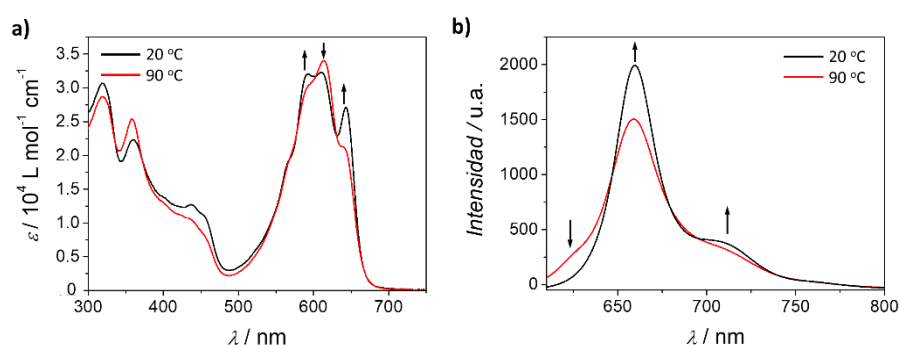 a)
3.5
3.0
2.5
2.0
1.5
1.0
0.5
0.0
300 400 500 600 700
ε / 10⁴ L mol⁻¹ cm⁻¹
λ / nm
20 ºC
90 ºC
b)
2000
1500
1000
500
0
650 700 750 800
Intensidad / u.a.
λ / nm
20 ºC
90 ºC